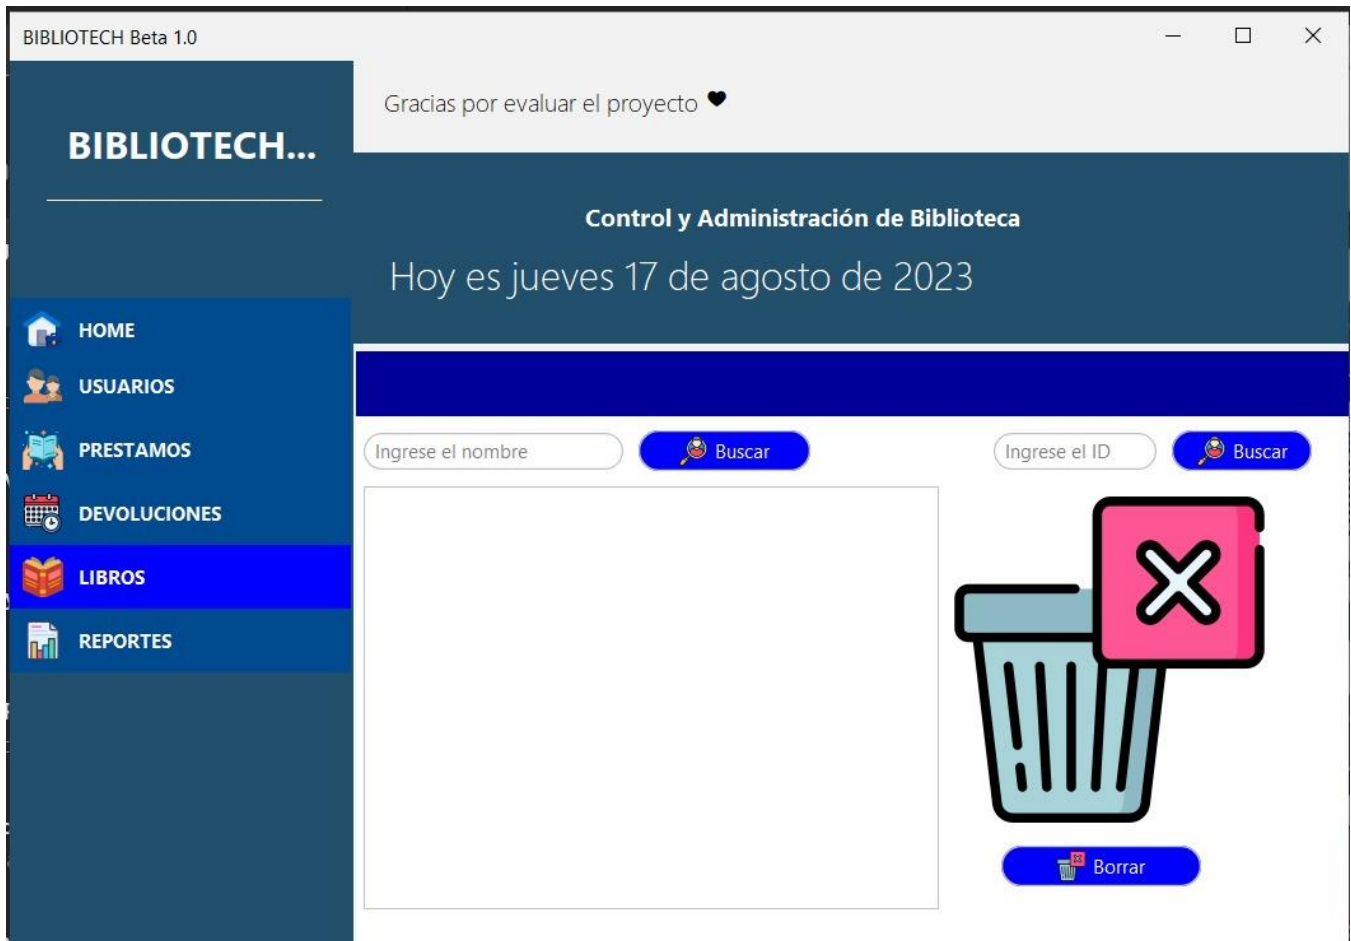 BIBLIOTECH Beta 1.0
Gracias por evaluar el proyecto ♥
BIBLIOTECH...
Control y Administración de Biblioteca
Hoy es jueves 17 de agosto de 2023
HOME
USUARIOS
PRESTAMOS
DEVOLUCIONES
LIBROS
REPORTES
Ingrese el nombre
Buscar
Ingrese el ID
Buscar
Borrar